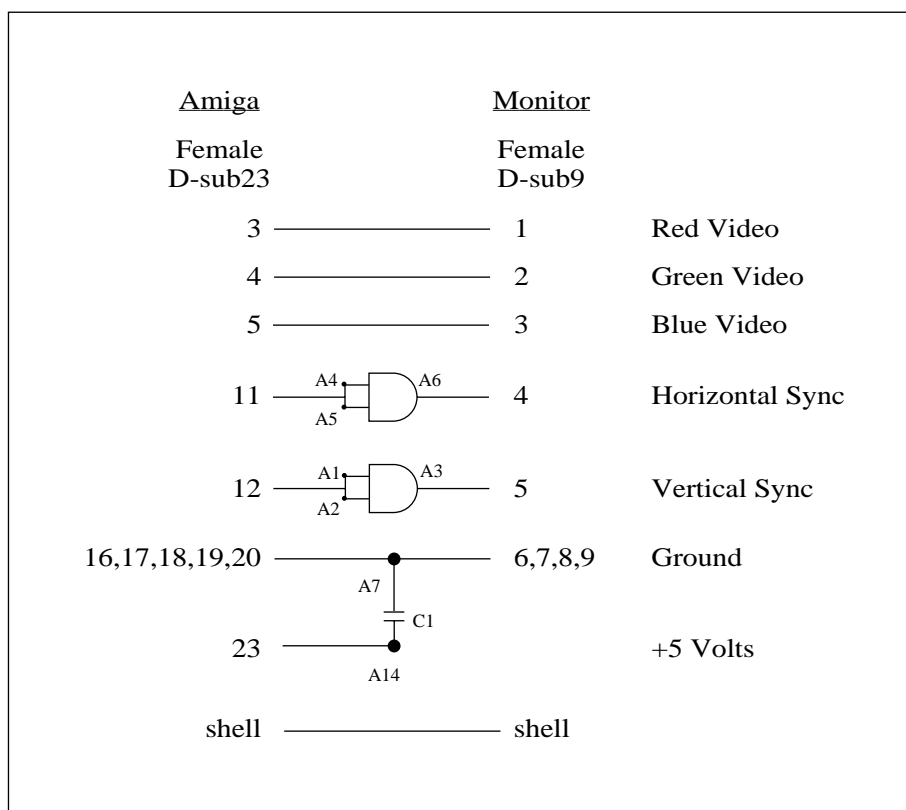 Amiga Monitor
Female Female
D-sub23 D-sub9
3 1 Red Video
4 2 Green Video
5 3 Blue Video
A4 A6
11 4 Horizontal Sync
A5
A1 A3
12 5 Vertical Sync
A2
16,17,18,19,20 6,7,8,9 Ground
A7
C1
23 +5 Volts
A14
shell shell